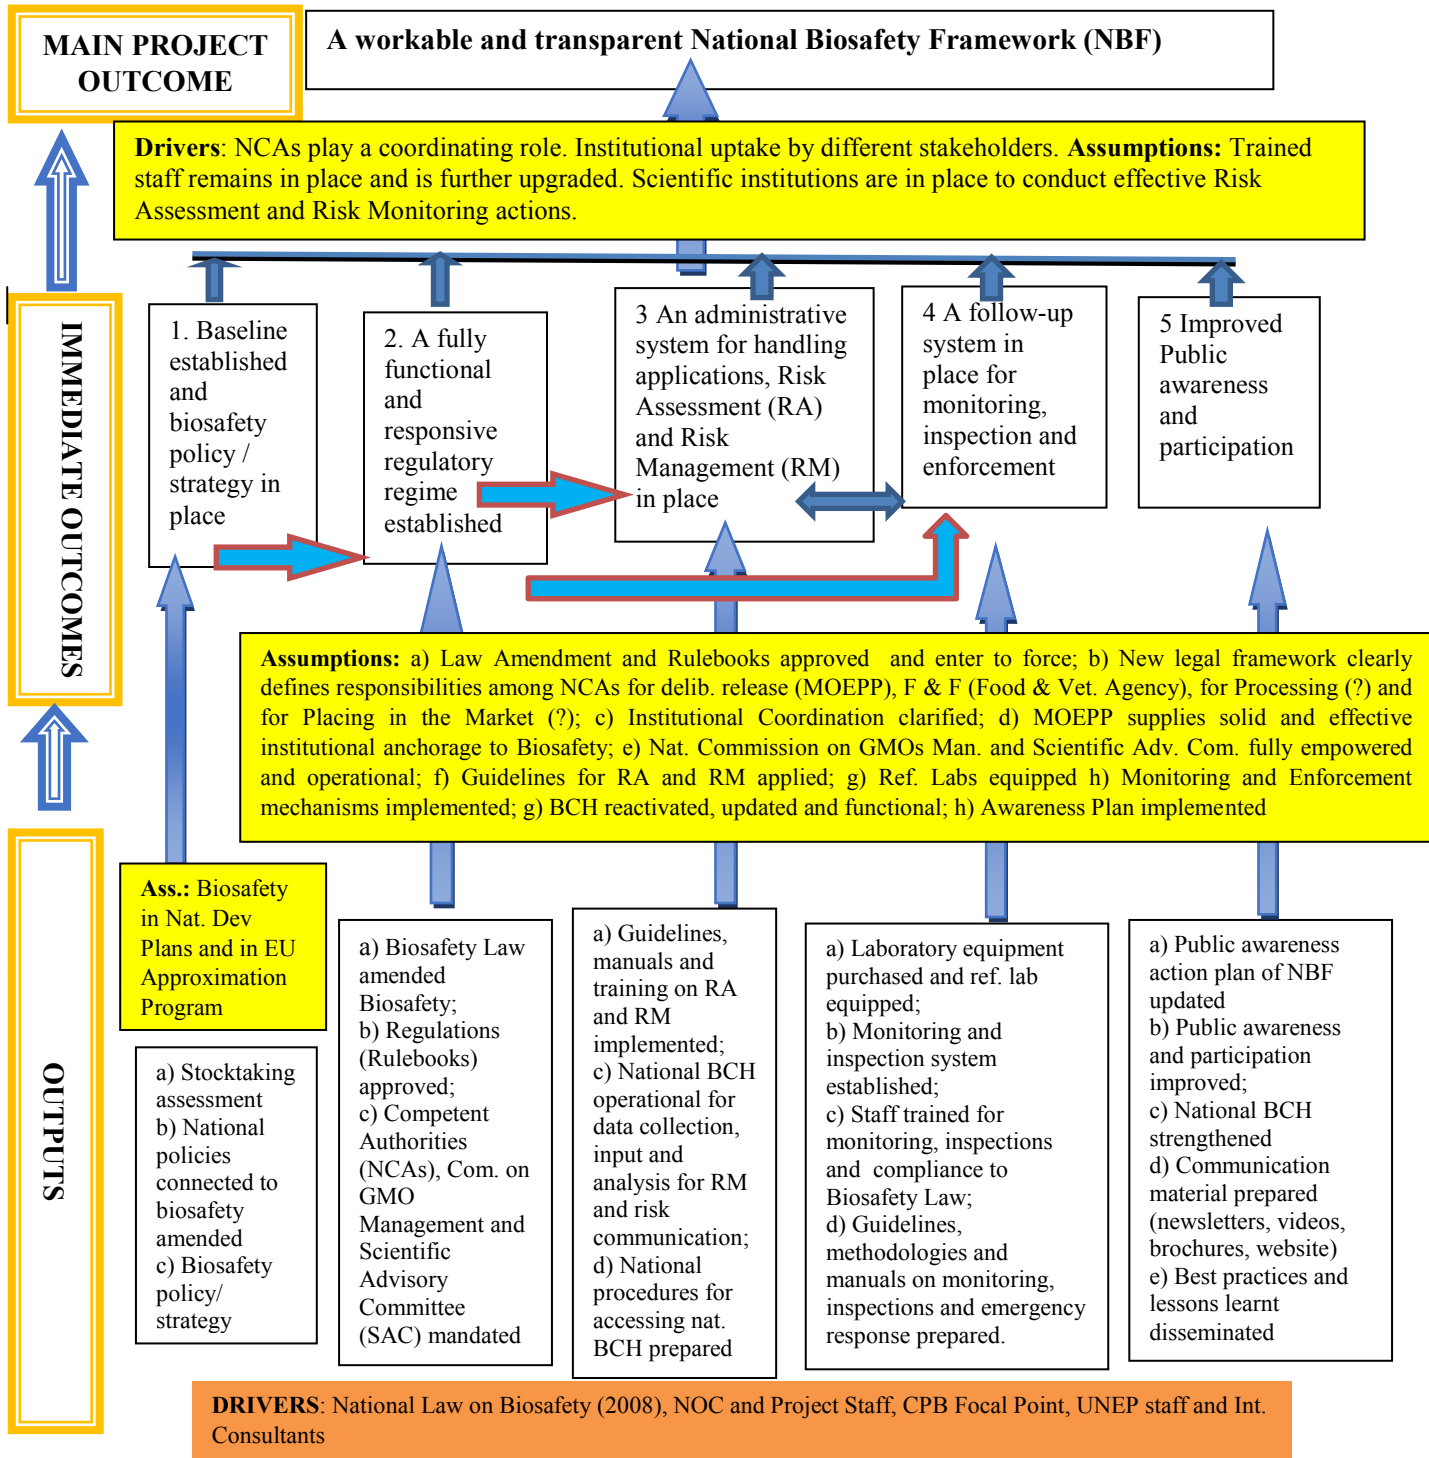 MAIN PROJECT
OUTCOME
A workable and transparent National Biosafety Framework (NBF)
Drivers: NCAs play a coordinating role. Institutional uptake by different stakeholders. Assumptions: Trained
staff remains in place and is further upgraded. Scientific institutions are in place to conduct effective Risk
Assessment and Risk Monitoring actions.
IMMEDIATE OUTCOMES
1. Baseline
established
and
biosafety
policy /
strategy in
place
2. A fully
functional
and
responsive
regulatory
regime
established
3 An administrative
system for handling
applications, Risk
Assessment (RA)
and Risk
Management (RM)
in place
4 A follow-up
system in
place for
monitoring,
inspection and
enforcement
5 Improved
Public
awareness
and
participation
Assumptions: a) Law Amendment and Rulebooks approved and enter to force; b) New legal framework clearly
defines responsibilities among NCAs for delib. release (MOEPP), F & F (Food & Vet. Agency), for Processing (?) and
for Placing in the Market (?); c) Institutional Coordination clarified; d) MOEPP supplies solid and effective
institutional anchorage to Biosafety; e) Nat. Commission on GMOs Man. and Scientific Adv. Com. fully empowered
and operational; f) Guidelines for RA and RM applied; g) Ref. Labs equipped h) Monitoring and Enforcement
mechanisms implemented; g) BCH reactivated, updated and functional; h) Awareness Plan implemented
OUTPUTS
Ass.: Biosafety
in Nat. Dev
Plans and in EU
Approximation
Program
a) Stocktaking
assessment
b) National
policies
connected to
biosafety
amended
c) Biosafety
policy/
strategy
a) Biosafety Law
amended
Biosafety;
b) Regulations
(Rulebooks)
approved;
c) Competent
Authorities
(NCAs), Com. on
GMO
Management and
Scientific
Advisory
Committee
(SAC) mandated
a) Guidelines,
manuals and
training on RA
and RM
implemented;
c) National BCH
operational for
data collection,
input and
analysis for RM
and risk
communication;
d) National
procedures for
accessing nat.
BCH prepared
a) Laboratory equipment
purchased and ref. lab
equipped;
b) Monitoring and
inspection system
established;
c) Staff trained for
monitoring, inspections
and compliance to
Biosafety Law;
d) Guidelines,
methodologies and
manuals on monitoring,
inspections and emergency
response prepared.
a) Public awareness
action plan of NBF
updated
b) Public awareness
and participation
improved;
c) National BCH
strengthened
d) Communication
material prepared
(newsletters, videos,
brochures, website)
e) Best practices and
lessons learnt
disseminated
DRIVERS: National Law on Biosafety (2008), NOC and Project Staff, CPB Focal Point, UNEP staff and Int.
Consultants